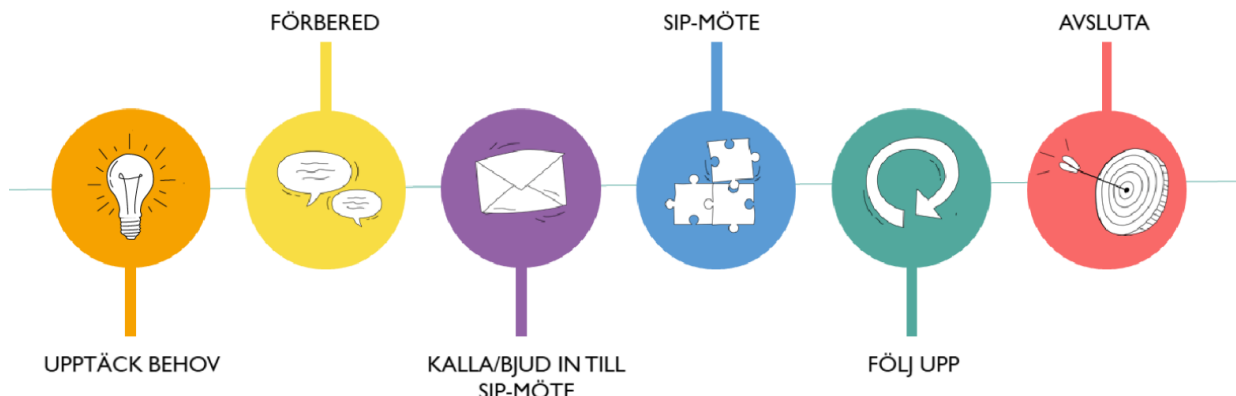 UPPTÄCK BEHOV
FÖRBERED
KALLA/BJUD IN TILL
SIP-MÖTE
SIP-MÖTE
FÖLJ UPP
AVSLUTA